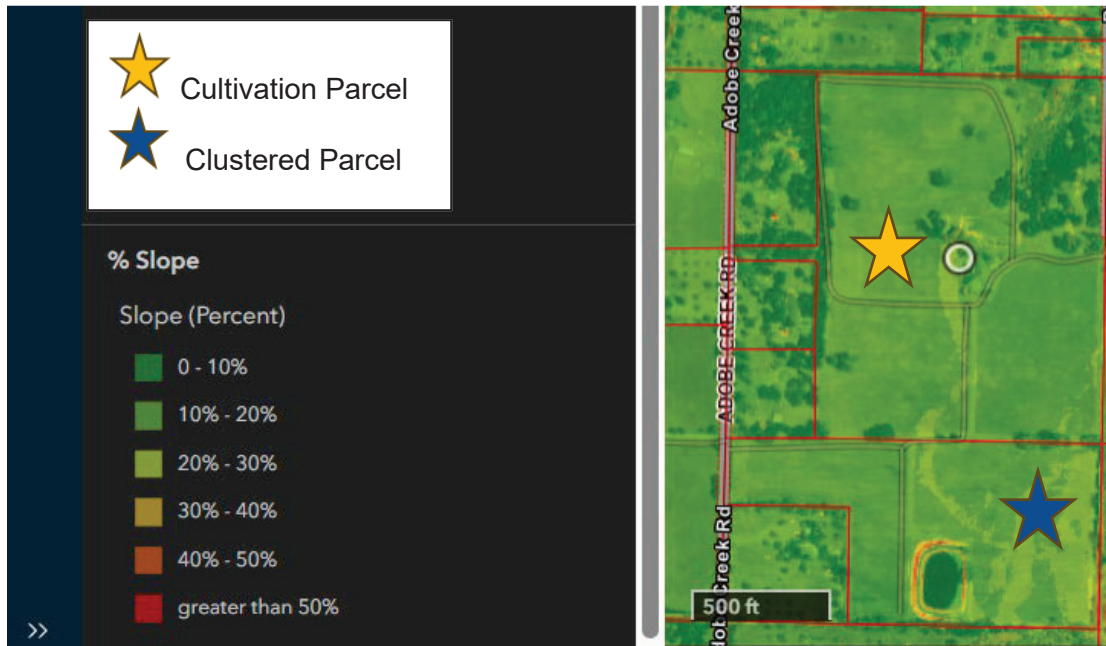 Cultivation Parcel
Clustered Parcel
% Slope
Slope (Percent)
0 - 10%
10% - 20%
20% - 30%
30% - 40%
40% - 50%
greater than 50%
>>
Adobe Creek
ADOBE CREEK RD
Creek Rd
500 ft